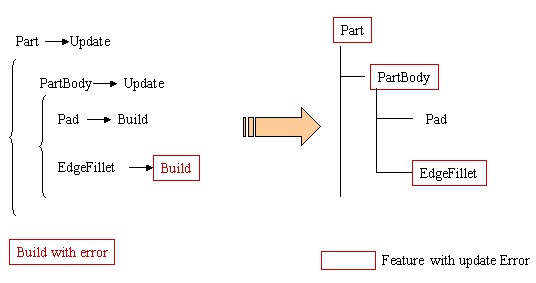 Part Update
PartBody Update
Pad Build
EdgeFillet Build
Build with error
Part
PartBody
Pad
EdgeFillet
Feature with update Error